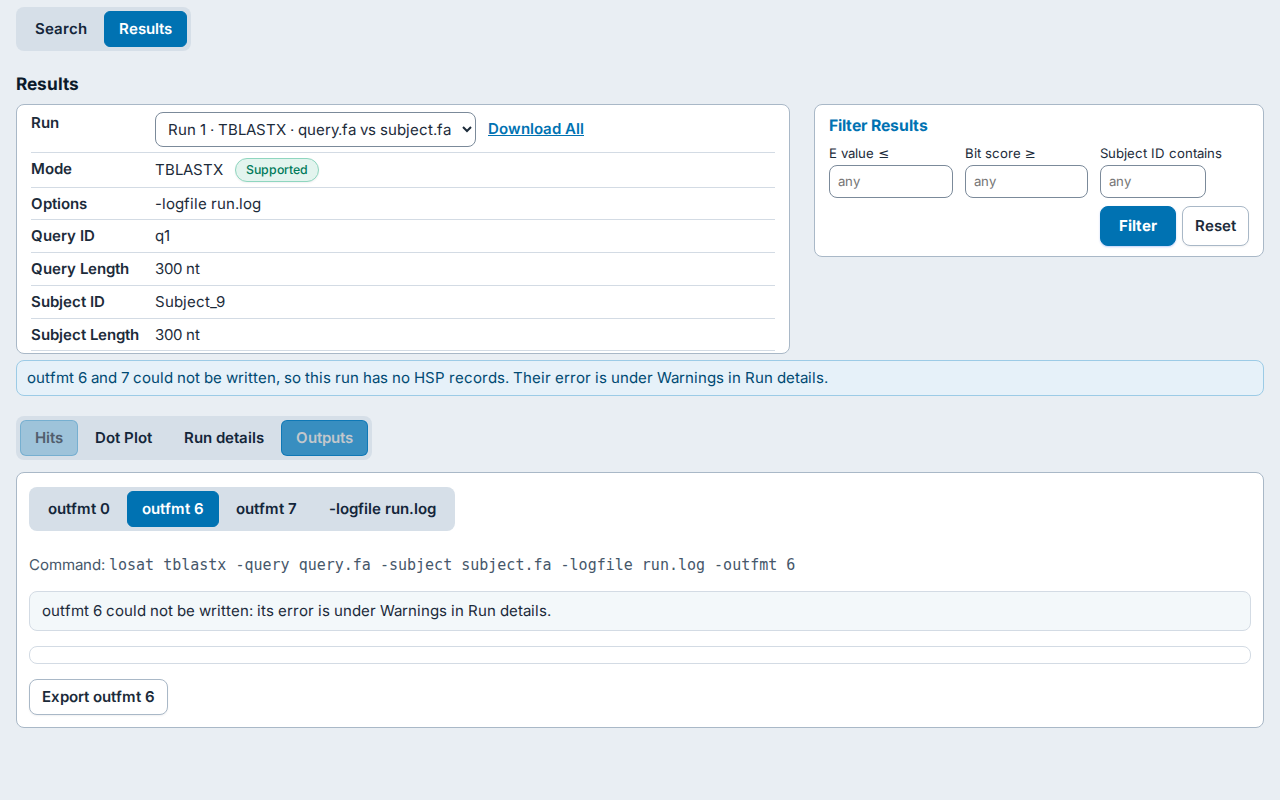 Search Results
Results
Run Run 1 · TBLASTX · query.fa vs subject.fa Download All
Mode TBLASTX Supported
Options -logfile run.log
Query ID q1
Query Length 300 nt
Subject ID Subject_9
Subject Length 300 nt
Filter Results
E value ≤ Bit score ≥ Subject ID contains
any any any
Filter Reset
outfmt 6 and 7 could not be written, so this run has no HSP records. Their error is under Warnings in Run details.
Hits Dot Plot Run details Outputs
outfmt 0 outfmt 6 outfmt 7 -logfile run.log
Command: losat tblastx -query query.fa -subject subject.fa -logfile run.log -outfmt 6
outfmt 6 could not be written: its error is under Warnings in Run details.
Export outfmt 6